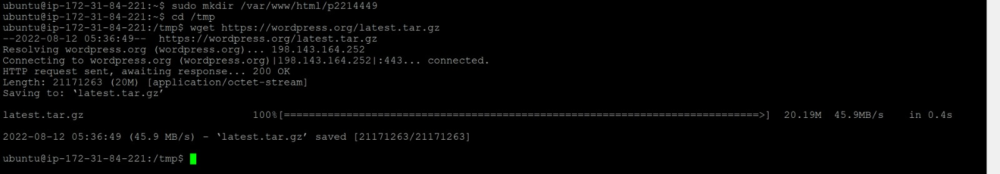 ubuntu@ip-172-31-84-221:~$ sudo mkdir /var/www/html/p2214449
ubuntu@ip-172-31-84-221:~$ cd /tmp
ubuntu@ip-172-31-84-221:/tmp$ wget https://wordpress.org/latest.tar.gz
--2022-08-12 05:36:49--  https://wordpress.org/latest.tar.gz
Resolving wordpress.org (wordpress.org)... 198.143.164.252
Connecting to wordpress.org (wordpress.org)|198.143.164.252|:443... connected.
HTTP request sent, awaiting response... 200 OK
Length: 21171263 (20M) [application/octet-stream]
Saving to: ‘latest.tar.gz’
latest.tar.gz                           100%[============================================================================>]  20.19M  45.9MB/s    in 0.4s
2022-08-12 05:36:49 (45.9 MB/s) - ‘latest.tar.gz’ saved [21171263/21171263]
ubuntu@ip-172-31-84-221:/tmp$